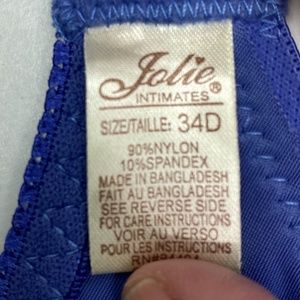 Jolie®
INTIMATES
SIZE/TAILLE: 34D
90%NYLON
10%SPANDEX
MADE IN BANGLADESH
FAIT AU BANGLADESH
SEE REVERSE SIDE
FOR CARE INSTRUCTIONS
VOIR AU VERSO
POUR LES INSTRUCTIONS